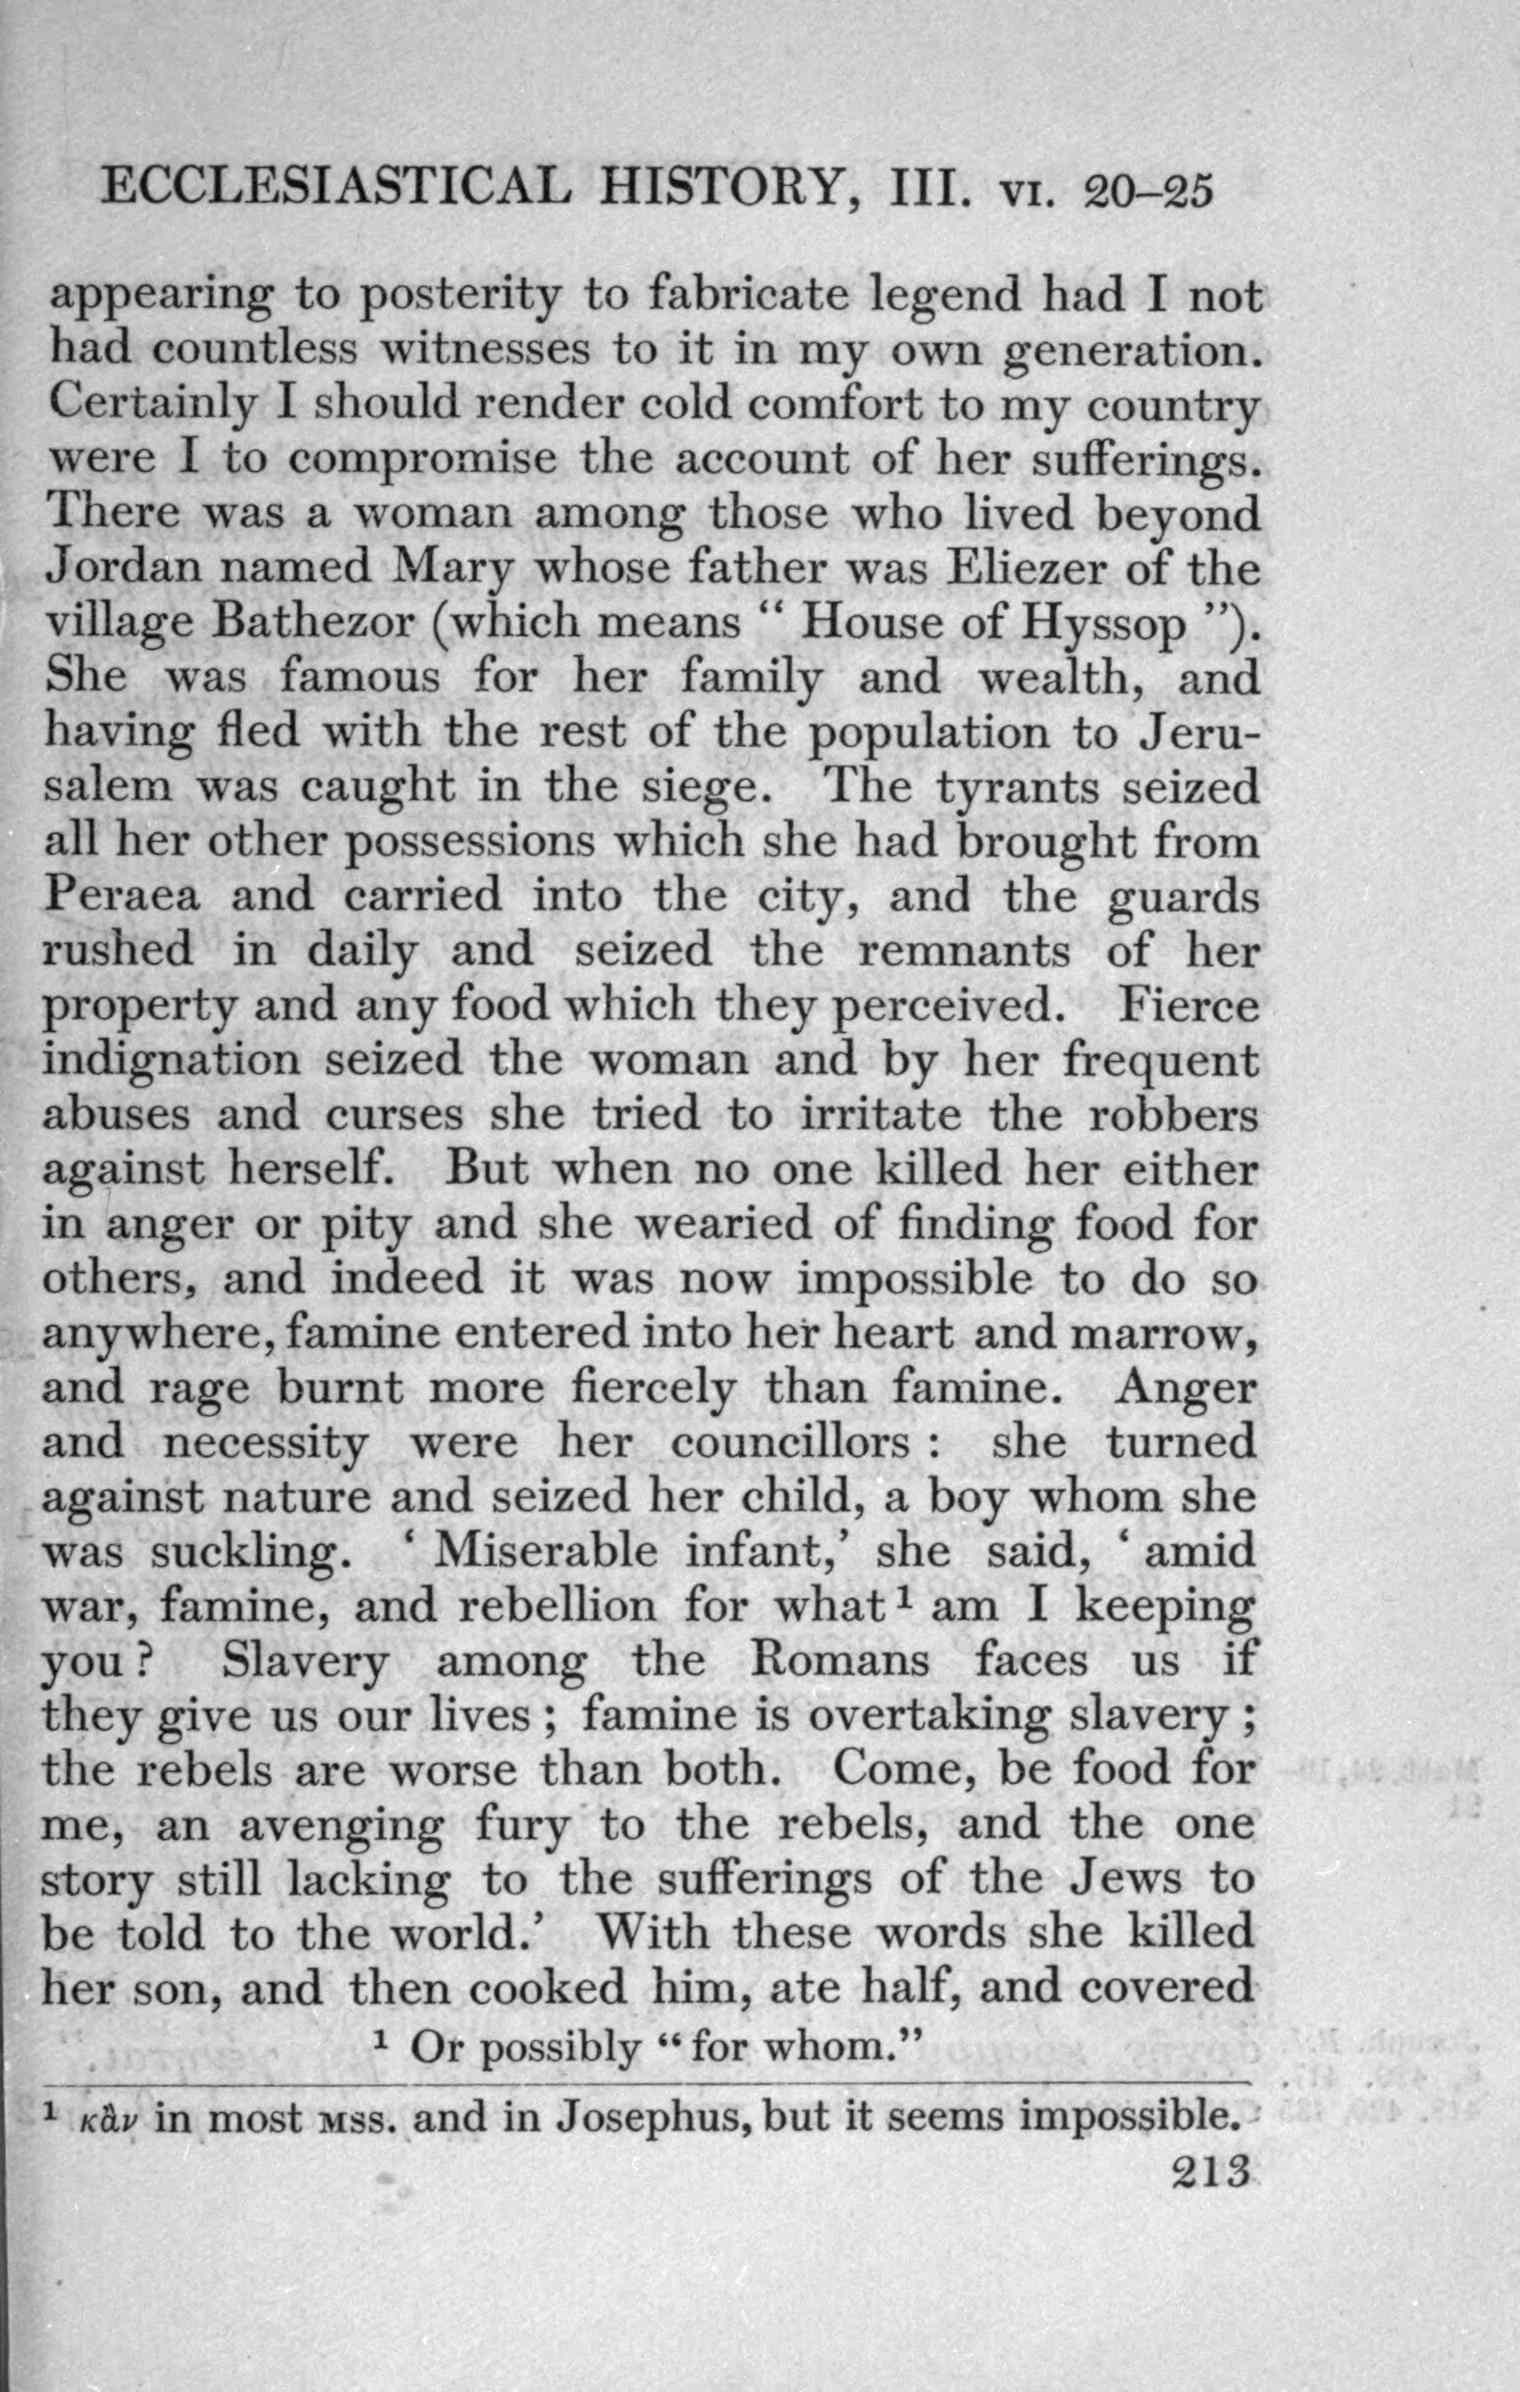 ECCLESIASTICAL HISTORY, III. VI. 20–25
appearing to posterity to fabricate legend had I not
had countless witnesses to it in my own generation.
Certainly I should render cold comfort to my country
were I to compromise the account of her sufferings.
There was a woman among those who lived beyond
Jordan named Mary whose father was Eliezer of the
village Bathezor (which means “ House of Hyssop ”).
She was famous for her family and wealth, and
having fled with the rest of the population to Jeru-
salem was caught in the siege. The tyrants seized
all her other possessions which she had brought from
Peraea and carried into the city, and the guards
rushed in daily and seized the remnants of her
property and any food which they perceived. Fierce
indignation seized the woman and by her frequent
abuses and curses she tried to irritate the robbers
against herself. But when no one killed her either
in anger or pity and she wearied of finding food for
others, and indeed it was now impossible to do so
anywhere, famine entered into her heart and marrow,
and rage burnt more fiercely than famine. Anger
and necessity were her councillors : she turned
against nature and seized her child, a boy whom she
was suckling. ‘ Miserable infant,’ she said, ‘ amid
war, famine, and rebellion for what¹ am I keeping
you ? Slavery among the Romans faces us if
they give us our lives ; famine is overtaking slavery ;
the rebels are worse than both. Come, be food for
me, an avenging fury to the rebels, and the one
story still lacking to the sufferings of the Jews to
be told to the world.’ With these words she killed
her son, and then cooked him, ate half, and covered
¹ Or possibly “ for whom.”
¹ κἂν in most MSS. and in Josephus, but it seems impossible.
213